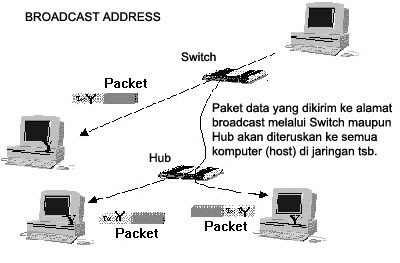 BROADCAST ADDRESS
Switch
Packet
Paket data yang dikirim ke alamat
broadcast melalui Switch maupun
Hub akan diteruskan ke semua
komputer (host) di jaringan tsb.
Hub
Y
Y
Packet
Y
Packet